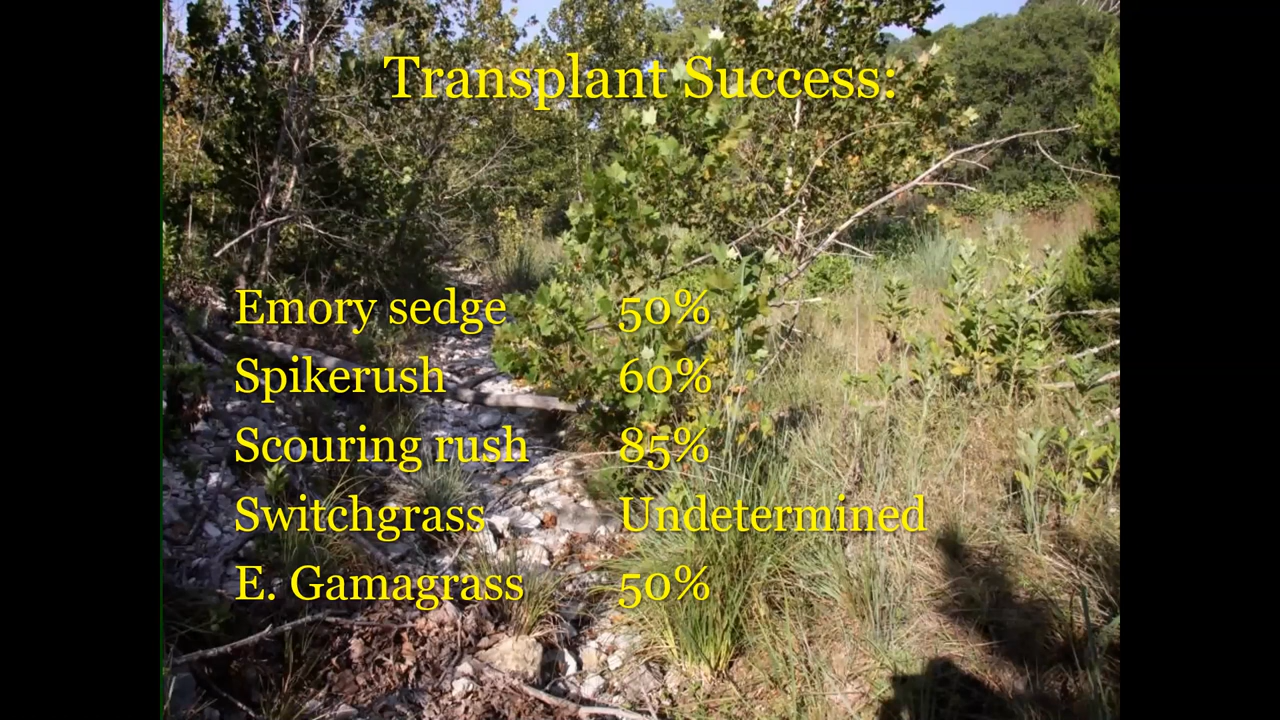 Transplant Success:
Emory sedge 50%
Spikerush 60%
Scouring rush 85%
Switchgrass Undetermined
E. Gamagrass 50%